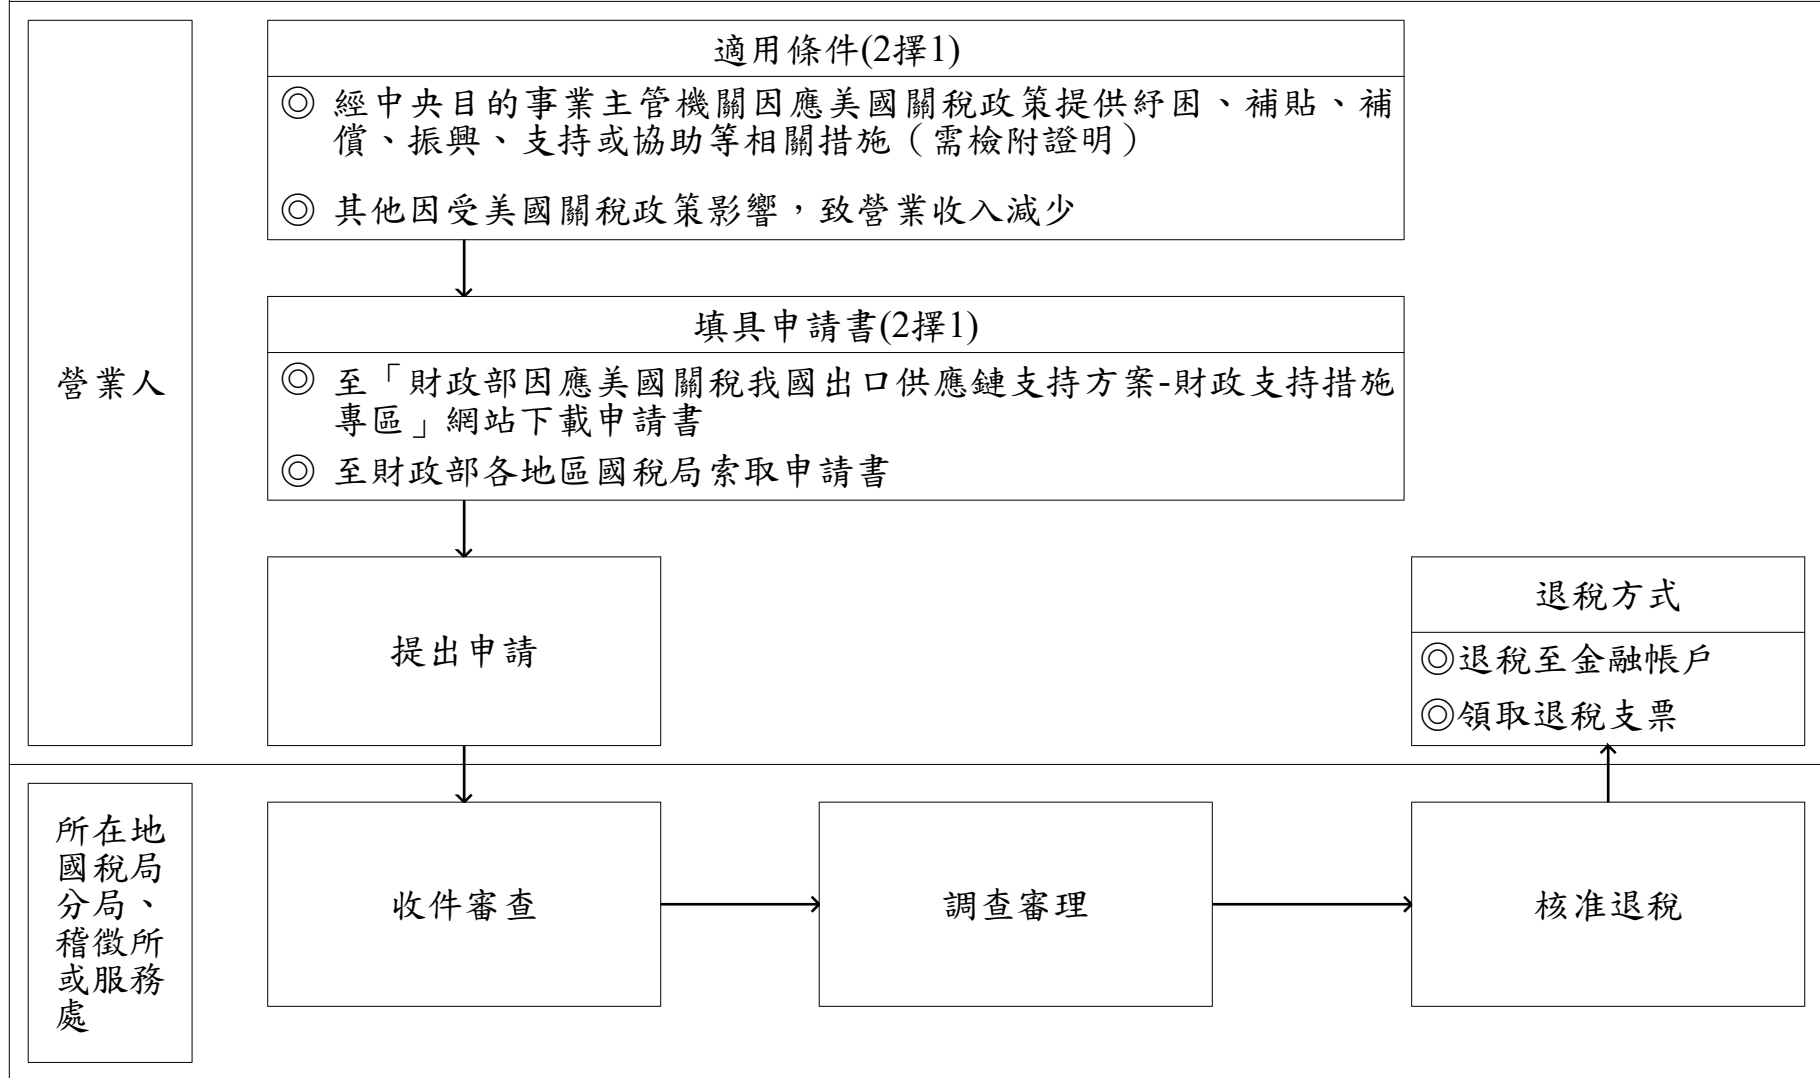 適用條件(2擇1)
◎ 經中央目的事業主管機關因應美國關稅政策提供紓困、補貼、補
償、振興、支持或協助等相關措施（需檢附證明）
◎ 其他因受美國關稅政策影響，致營業收入減少
填具申請書(2擇1)
◎ 至「財政部因應美國關稅我國出口供應鏈支持方案-財政支持措施
專區」網站下載申請書
◎ 至財政部各地區國稅局索取申請書
營業人
提出申請
退稅方式
◎退稅至金融帳戶
◎領取退稅支票
所在地
國稅局
分局、
稽徵所
或服務
處
收件審查
調查審理
核准退稅